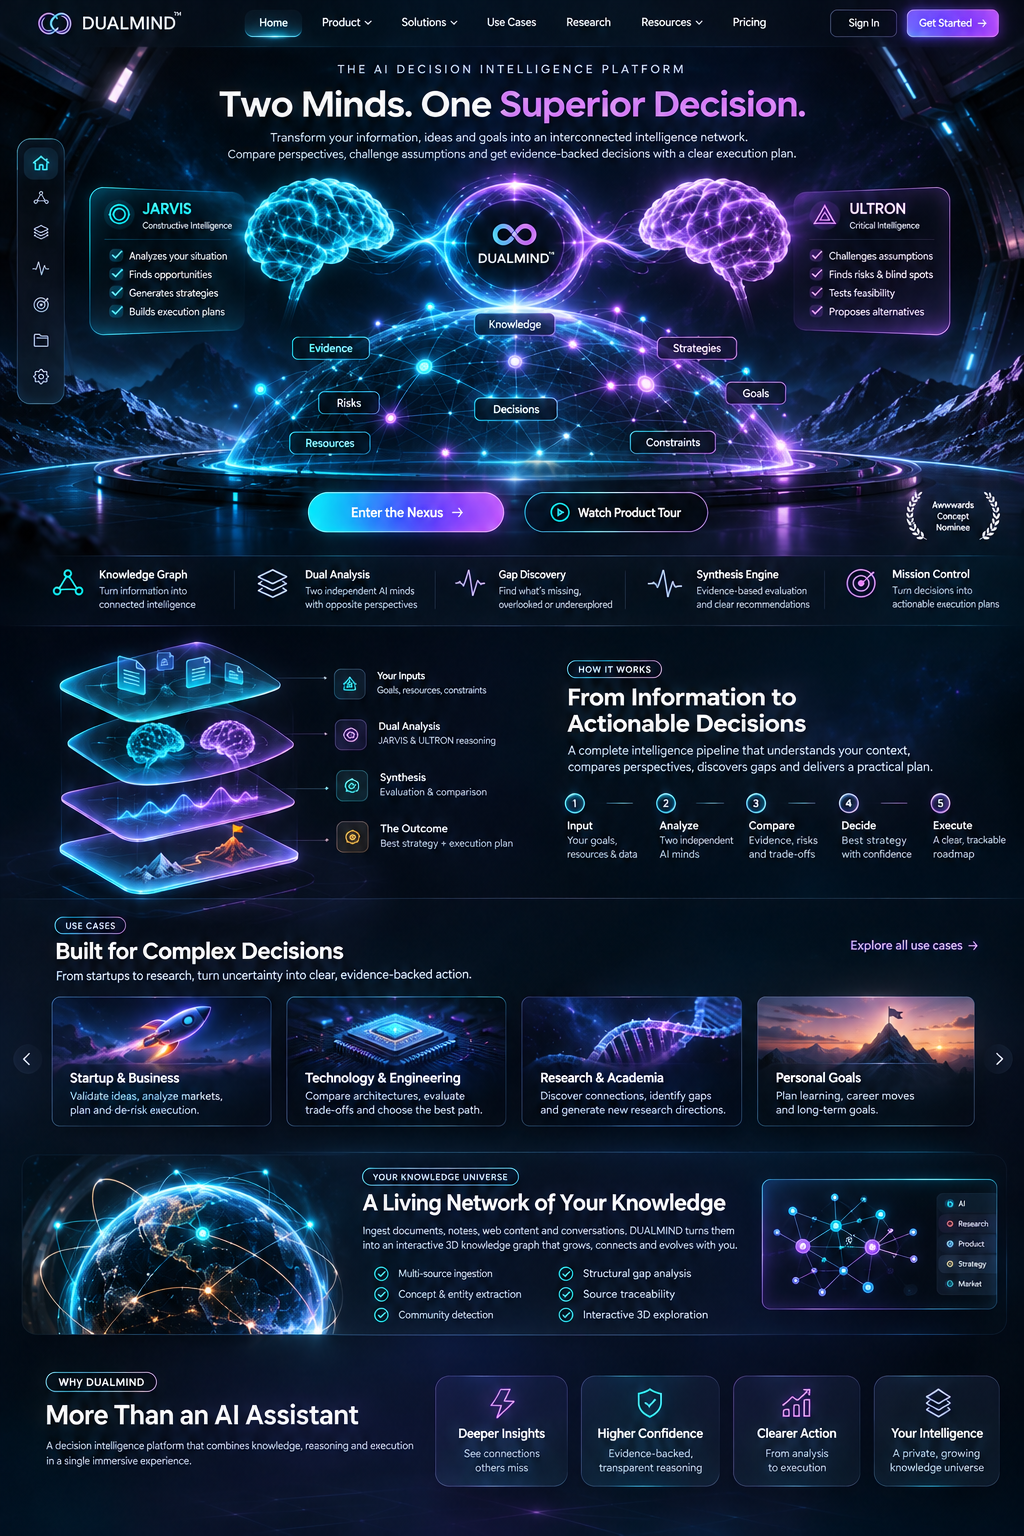 DUALMIND™
Home
Product
Solutions
Use Cases
Research
Resources
Pricing
Sign In
Get Started →
THE AI DECISION INTELLIGENCE PLATFORM
Two Minds. One Superior Decision.
Transform your information, ideas and goals into an interconnected intelligence network.
Compare perspectives, challenge assumptions and get evidence-backed decisions with a clear execution plan.
JARVIS
Constructive Intelligence
Analyzes your situation
Finds opportunities
Generates strategies
Builds execution plans
DUALMIND™
ULTRON
Critical Intelligence
Challenges assumptions
Finds risks & blind spots
Tests feasibility
Proposes alternatives
Knowledge
Evidence
Strategies
Risks
Decisions
Goals
Resources
Constraints
Enter the Nexus →
Watch Product Tour
Awwwards
Concept
Nominee
Knowledge Graph
Turn information into
connected intelligence
Dual Analysis
Two independent AI minds
with opposite perspectives
Gap Discovery
Find what's missing,
overlooked or underexplored
Synthesis Engine
Evidence-based evaluation
and clear recommendations
Mission Control
Turn decisions into
actionable execution plans
Your Inputs
Goals, resources, constraints
Dual Analysis
JARVIS & ULTRON reasoning
Synthesis
Evaluation & comparison
The Outcome
Best strategy + execution plan
HOW IT WORKS
From Information to
Actionable Decisions
A complete intelligence pipeline that understands your context,
compares perspectives, discovers gaps and delivers a practical plan.
1
Input
Your goals,
resources & data
2
Analyze
Two independent
AI minds
3
Compare
Evidence, risks
and trade-offs
4
Decide
Best strategy
with confidence
5
Execute
A clear, trackable
roadmap
USE CASES
Built for Complex Decisions
From startups to research, turn uncertainty into clear, evidence-backed action.
Explore all use cases →
Startup & Business
Validate ideas, analyze markets,
plan and de-risk execution.
Technology & Engineering
Compare architectures, evaluate
trade-offs and choose the best path.
Research & Academia
Discover connections, identify gaps
and generate new research directions.
Personal Goals
Plan learning, career moves
and long-term goals.
YOUR KNOWLEDGE UNIVERSE
A Living Network of Your Knowledge
Ingest documents, notess, web content and conversations. DUALMIND turns them
into an interactive 3D knowledge graph that grows, connects and evolves with you.
Multi-source ingestion
Concept & entity extraction
Community detection
Structural gap analysis
Source traceability
Interactive 3D exploration
AI
Research
Product
Strategy
Market
WHY DUALMIND
More Than an AI Assistant
A decision intelligence platform that combines knowledge, reasoning and execution
in a single immersive experience.
Deeper Insights
See connections
others miss
Higher Confidence
Evidence-backed,
transparent reasoning
Clearer Action
From analysis
to execution
Your Intelligence
A private, growing
knowledge universe